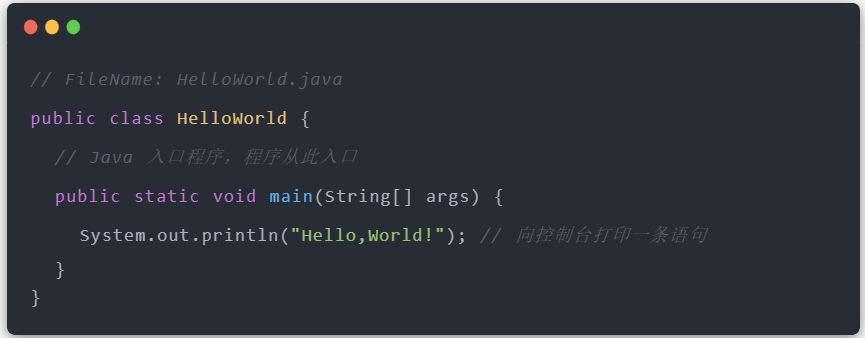 // FileName: HelloWorld.java
public class HelloWorld {
// Java 入口程序，程序从此入口
public static void main(String[] args) {
System.out.println("Hello,World!"); // 向控制台打印一条语句
}
}